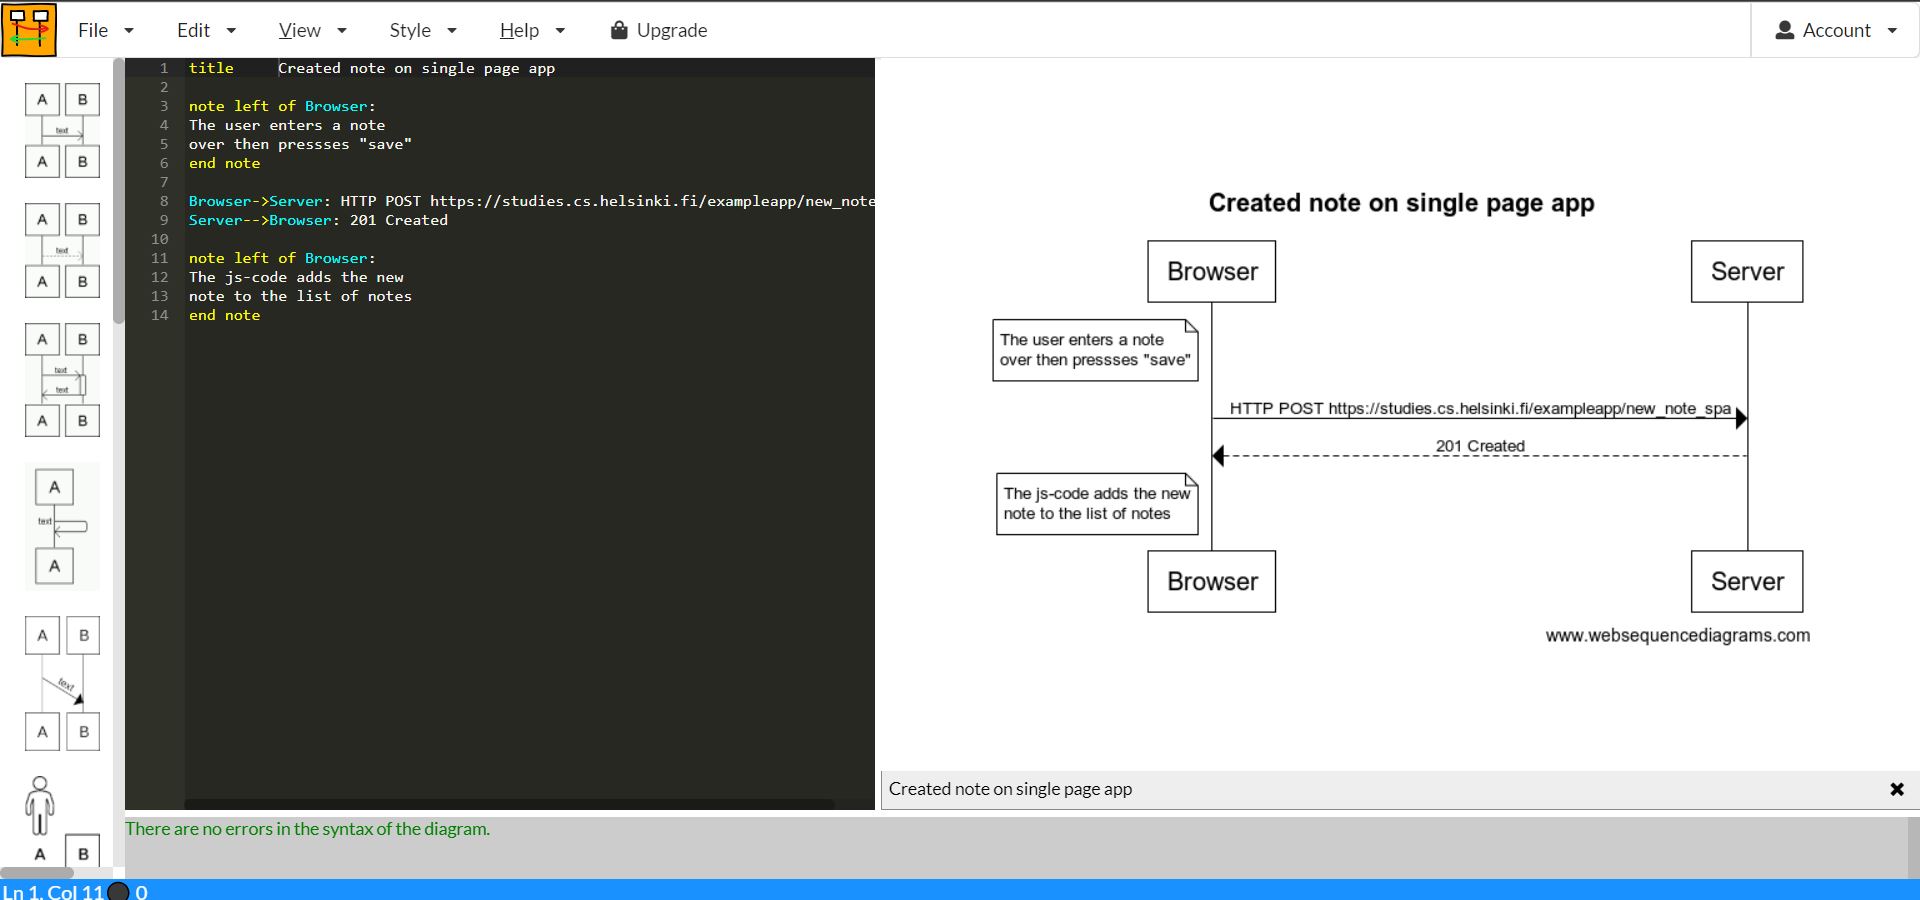 File
Edit
View
Style
Help
Upgrade
Account
A B
text
A B
A B
text
A B
A B
text
text
A B
A
text
A
A B
text
A B
A B
1 title Created note on single page app
2
3 note left of Browser:
4 The user enters a note
5 over then pressses "save"
6 end note
7
8 Browser->Server: HTTP POST https://studies.cs.helsinki.fi/exampleapp/new_note
9 Server-->Browser: 201 Created
10
11 note left of Browser:
12 The js-code adds the new
13 note to the list of notes
14 end note
Created note on single page app
Browser Server
The user enters a note
over then pressses "save"
HTTP POST https://studies.cs.helsinki.fi/exampleapp/new_note_spa
201 Created
The js-code adds the new
note to the list of notes
Browser Server
www.websequencediagrams.com
Created note on single page app
There are no errors in the syntax of the diagram.
Ln 1, Col 11 0